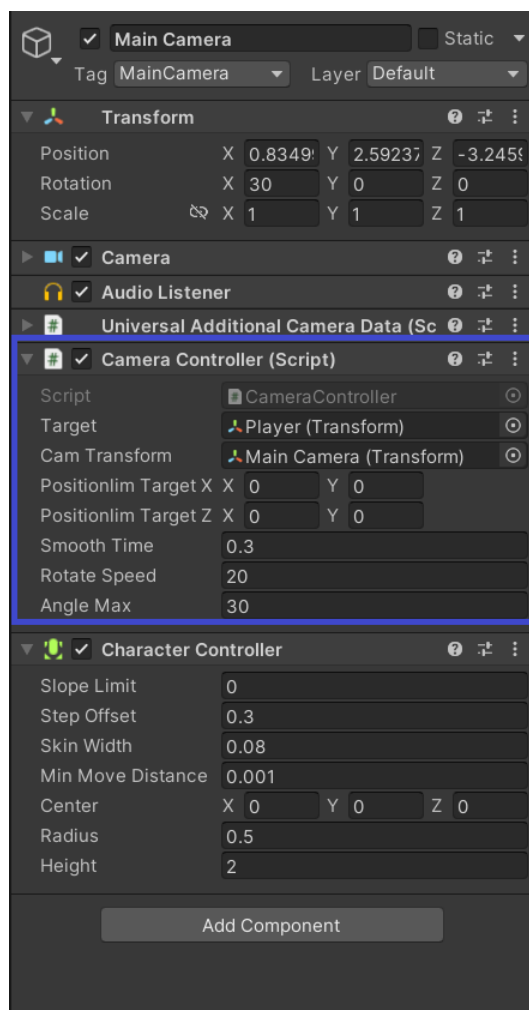 Main Camera Static
Tag MainCamera Layer Default
Transform
Position X 0.8349 Y 2.59237 Z -3.2459
Rotation X 30 Y 0 Z 0
Scale X 1 Y 1 Z 1
Camera
Audio Listener
# Universal Additional Camera Data (Sc
# Camera Controller (Script)
Script # CameraController
Target Player (Transform)
Cam Transform Main Camera (Transform)
Positionlim Target X X 0 Y 0
Positionlim Target Z X 0 Y 0
Smooth Time 0.3
Rotate Speed 20
Angle Max 30
Character Controller
Slope Limit 0
Step Offset 0.3
Skin Width 0.08
Min Move Distance 0.001
Center X 0 Y 0 Z 0
Radius 0.5
Height 2
Add Component